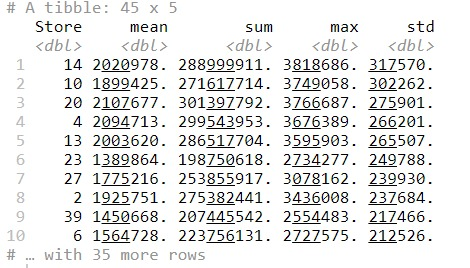 # A tibble: 45 x 5
Store mean sum max std
<dbl> <dbl> <dbl> <dbl> <dbl>
1 14 2020978. 288999911. 3818686. 317570.
2 10 1899425. 271617714. 3749058. 302262.
3 20 2107677. 301397792. 3766687. 275901.
4 4 2094713. 299543953. 3676389. 266201.
5 13 2003620. 286517704. 3595903. 265507.
6 23 1389864. 198750618. 2734277. 249788.
7 27 1775216. 253855917. 3078162. 239930.
8 2 1925751. 275382441. 3436008. 237684.
9 39 1450668. 207445542. 2554483. 217466.
10 6 1564728. 223756131. 2727575. 212526.
# … with 35 more rows